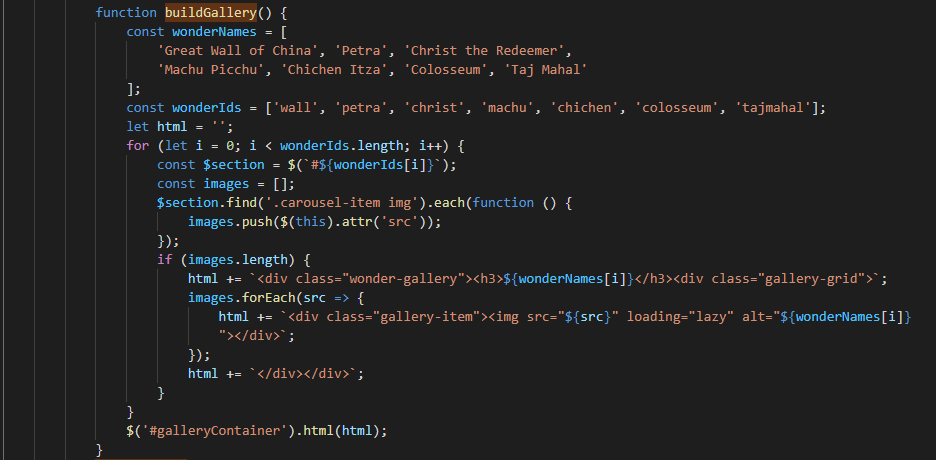 function buildGallery() {
const wonderNames = [
'Great Wall of China', 'Petra', 'Christ the Redeemer',
'Machu Picchu', 'Chichen Itza', 'Colosseum', 'Taj Mahal'
];
const wonderIds = ['wall', 'petra', 'christ', 'machu', 'chichen', 'colosseum', 'tajmahal'];
let html = '';
for (let i = 0; i < wonderIds.length; i++) {
const $section = $(`#${wonderIds[i]}`);
const images = [];
$section.find('.carousel-item img').each(function () {
images.push($(this).attr('src'));
});
if (images.length) {
html += `<div class="wonder-gallery"><h3>${wonderNames[i]}</h3><div class="gallery-grid">`;
images.forEach(src => {
html += `<div class="gallery-item"><img src="${src}" loading="lazy" alt="${wonderNames[i]}
"></div>`;
});
html += `</div></div>`;
}
}
$('#galleryContainer').html(html);
}